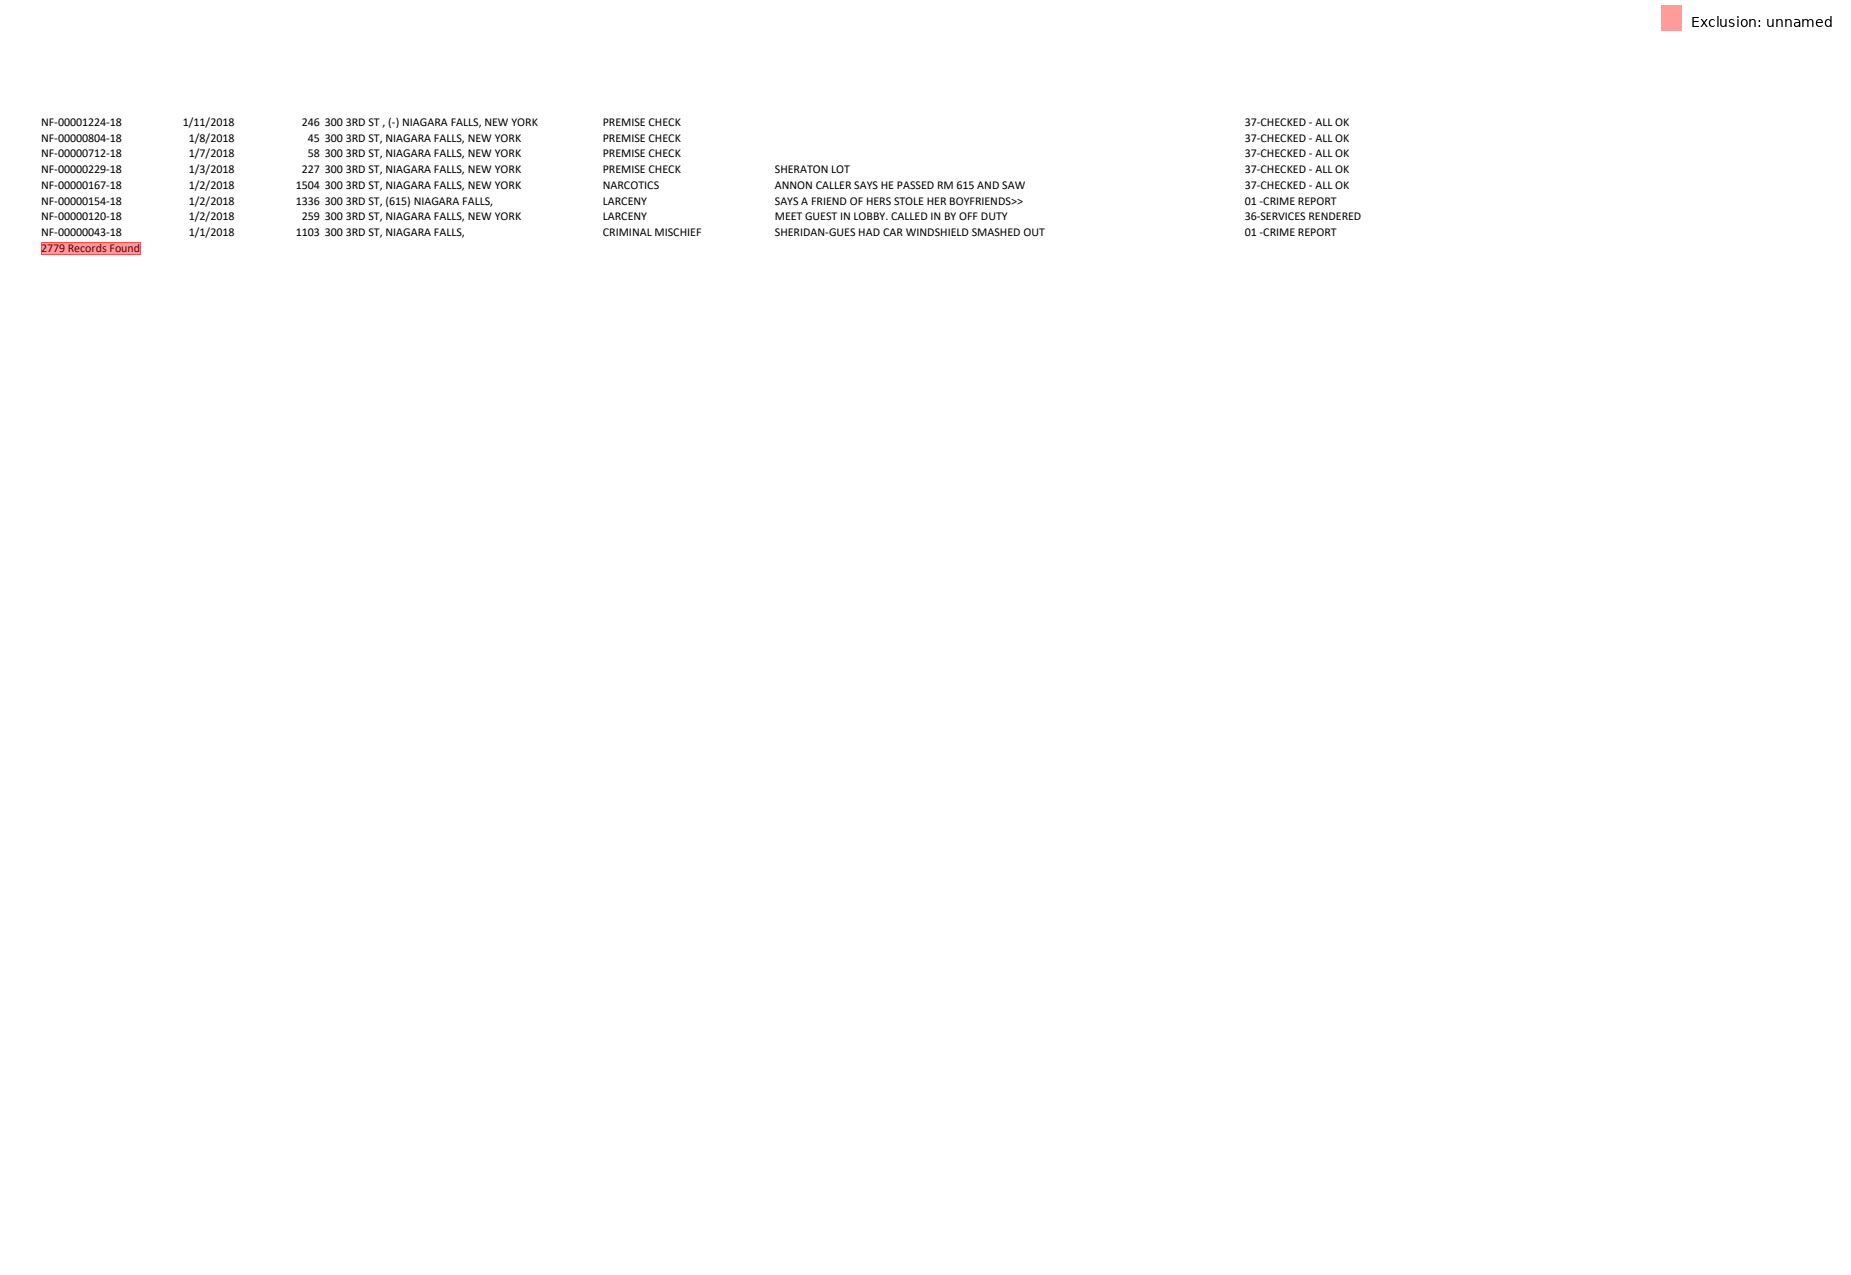 Exclusion: unnamed
NF-00001224-18 1/11/2018 246 300 3RD ST , (-) NIAGARA FALLS, NEW YORK PREMISE CHECK 37-CHECKED - ALL OK
NF-00000804-18 1/8/2018 45 300 3RD ST, NIAGARA FALLS, NEW YORK PREMISE CHECK 37-CHECKED - ALL OK
NF-00000712-18 1/7/2018 58 300 3RD ST, NIAGARA FALLS, NEW YORK PREMISE CHECK 37-CHECKED - ALL OK
NF-00000229-18 1/3/2018 227 300 3RD ST, NIAGARA FALLS, NEW YORK PREMISE CHECK SHERATON LOT 37-CHECKED - ALL OK
NF-00000167-18 1/2/2018 1504 300 3RD ST, NIAGARA FALLS, NEW YORK NARCOTICS ANNON CALLER SAYS HE PASSED RM 615 AND SAW 37-CHECKED - ALL OK
NF-00000154-18 1/2/2018 1336 300 3RD ST, (615) NIAGARA FALLS, LARCENY SAYS A FRIEND OF HERS STOLE HER BOYFRIENDS>> 01 -CRIME REPORT
NF-00000120-18 1/2/2018 259 300 3RD ST, NIAGARA FALLS, NEW YORK LARCENY MEET GUEST IN LOBBY. CALLED IN BY OFF DUTY 36-SERVICES RENDERED
NF-00000043-18 1/1/2018 1103 300 3RD ST, NIAGARA FALLS, CRIMINAL MISCHIEF SHERIDAN-GUES HAD CAR WINDSHIELD SMASHED OUT 01 -CRIME REPORT
2779 Records Found